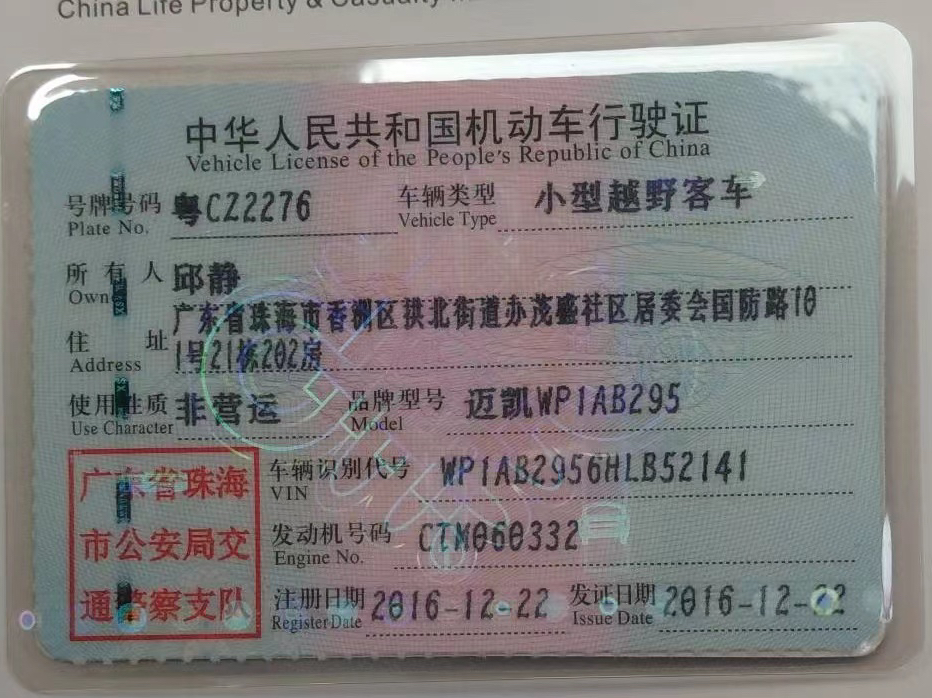 China Life Property & Casualty
中华人民共和国机动车行驶证
Vehicle License of the People's Republic of China
号牌号码 粤CZ2276 车辆类型 小型越野客车
Plate No. Vehicle Type
所有人 邱静
Owner
住址 广东省珠海市香洲区拱北街道办茂盛社区居委会国防路10
Address 1号21栋202房
使用性质 非营运 品牌型号 迈凯WP1AB295
Use Character Model
广东省珠海
市公安局交
通警察支队
车辆识别代号 WP1AB2956HLB52141
VIN
发动机号码 CTM060332
Engine No.
注册日期 2016-12-22 发证日期 2016-12-22
Register Date Issue Date